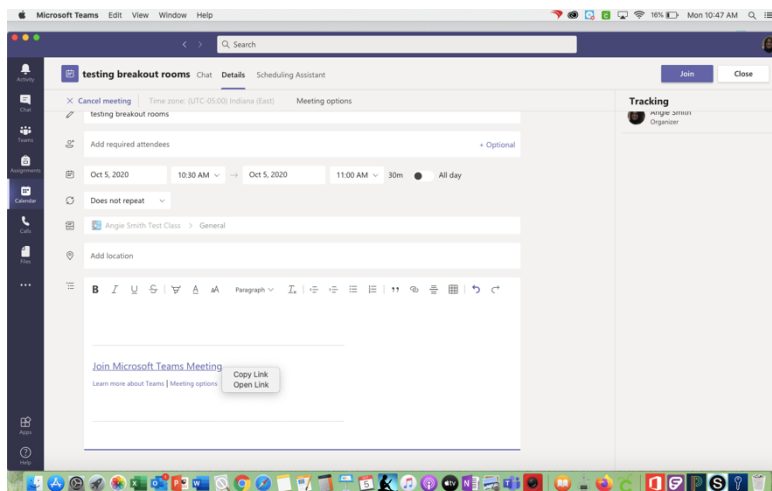 Microsoft Teams Edit View Window Help 16% Mon 10:47 AM
Search
Activity
Chat
Teams
Assignments
Calendar
Calls
Files
Apps
Help
testing breakout rooms Chat Details Scheduling Assistant Join Close
Cancel meeting Time zone: (UTC-05:00) Indiana (East) Meeting options
Tracking
Angie Smith
Organizer
testing breakout rooms
Add required attendees + Optional
Oct 5, 2020 10:30 AM → Oct 5, 2020 11:00 AM 30m All day
Does not repeat
Angie Smith Test Class > General
Add location
B I U S A AA Paragraph
Join Microsoft Teams Meeting
Learn more about Teams | Meeting options
Copy Link
Open Link